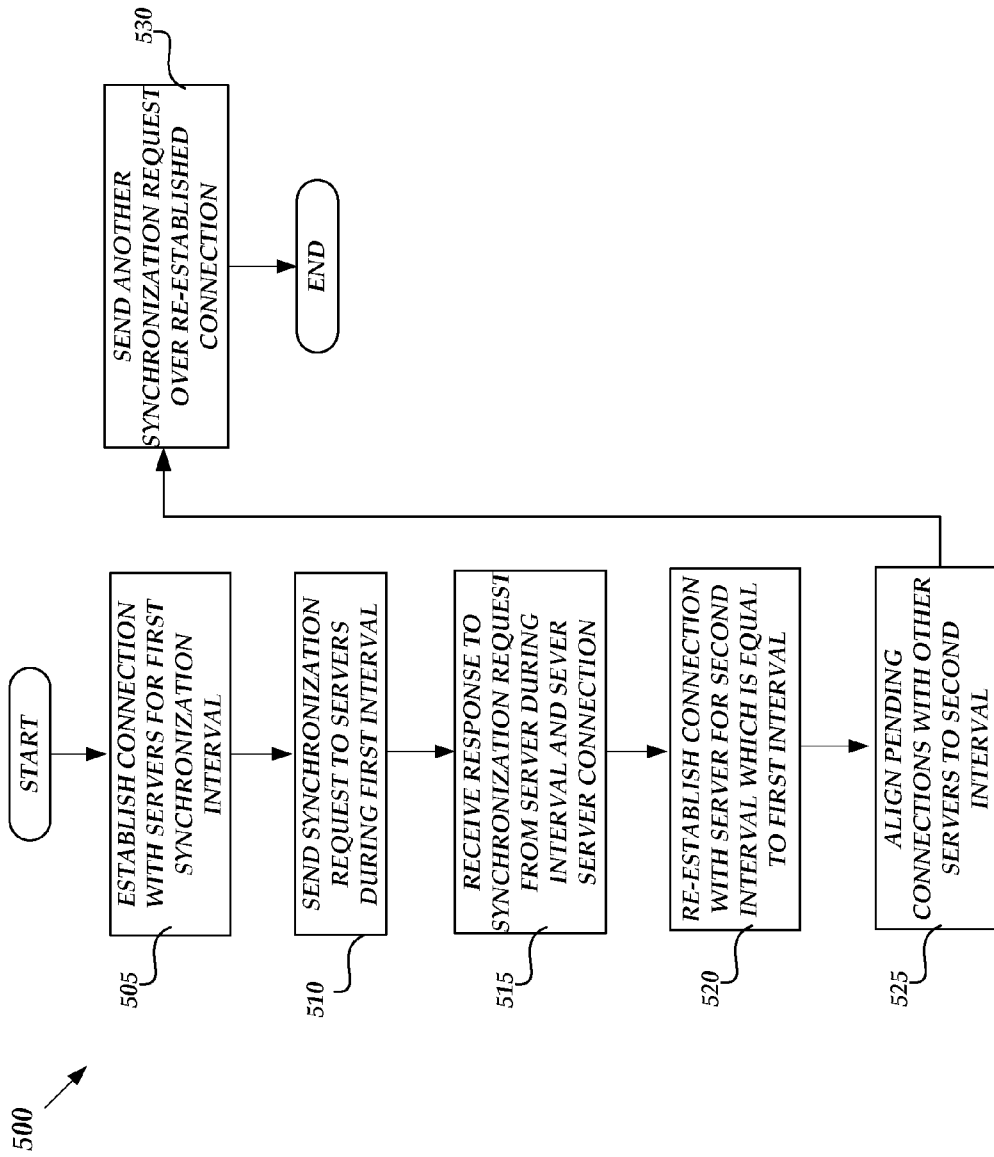 500
START
ESTABLISH CONNECTION
WITH SERVERS FOR FIRST
SYNCHRONIZATION
INTERVAL
505
SEND SYNCHRONIZATION
REQUEST TO SERVERS
DURING FIRST INTERVAL
510
RECEIVE RESPONSE TO
SYNCHRONIZATION REQUEST
FROM SERVER DURING
INTERVAL AND SEVER
SERVER CONNECTION
515
RE-ESTABLISH CONNECTION
WITH SERVER FOR SECOND
INTERVAL WHICH IS EQUAL
TO FIRST INTERVAL
520
ALIGN PENDING
CONNECTIONS WITH OTHER
SERVERS TO SECOND
INTERVAL
525
SEND ANOTHER
SYNCHRONIZATION REQUEST
OVER RE-ESTABLISHED
CONNECTION
530
END